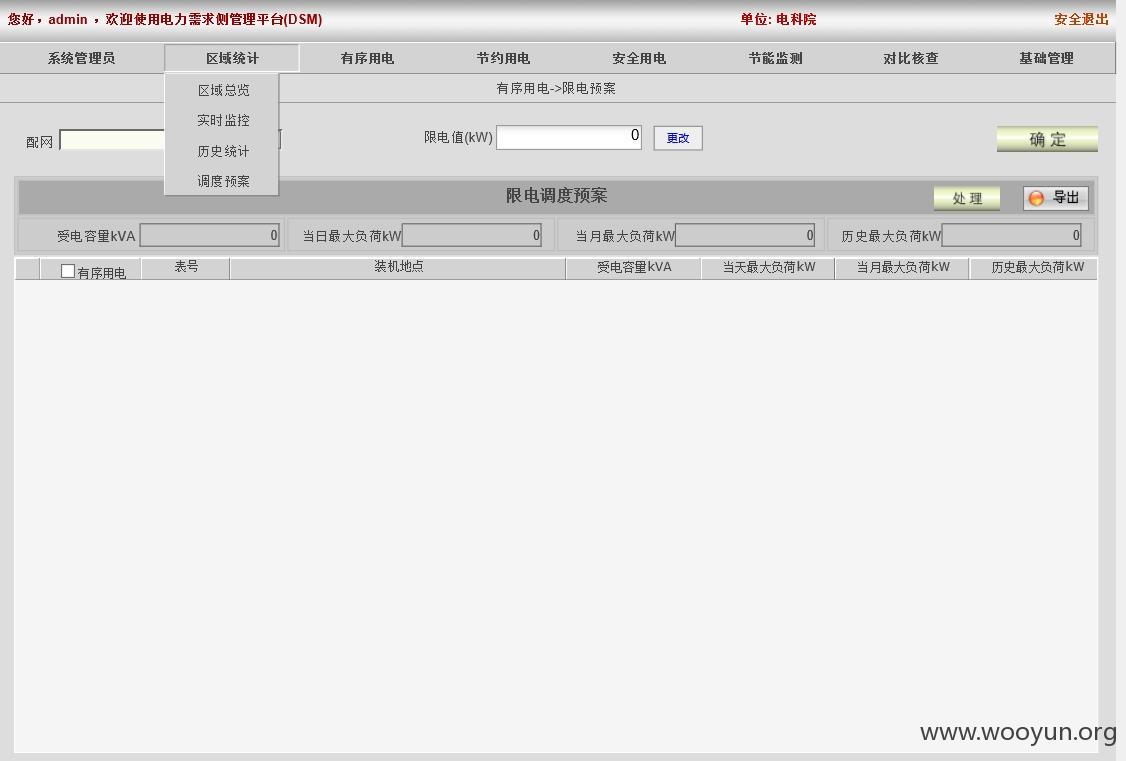 您好，admin ，欢迎使用电力需求侧管理平台(DSM) 单位: 电科院 安全退出
系统管理员 区域统计 有序用电 节约用电 安全用电 节能监测 对比核查 基础管理
区域总览
实时监控
历史统计
调度预案
有序用电->限电预案
配网 限电值(kW) 0 更改 确 定
限电调度预案 处 理 导出
受电容量kVA 0 当日最大负荷kW 0 当月最大负荷kW 0 历史最大负荷kW 0
有序用电 表号 装机地点 受电容量kVA 当天最大负荷kW 当月最大负荷kW 历史最大负荷kW
www.wooyun.org